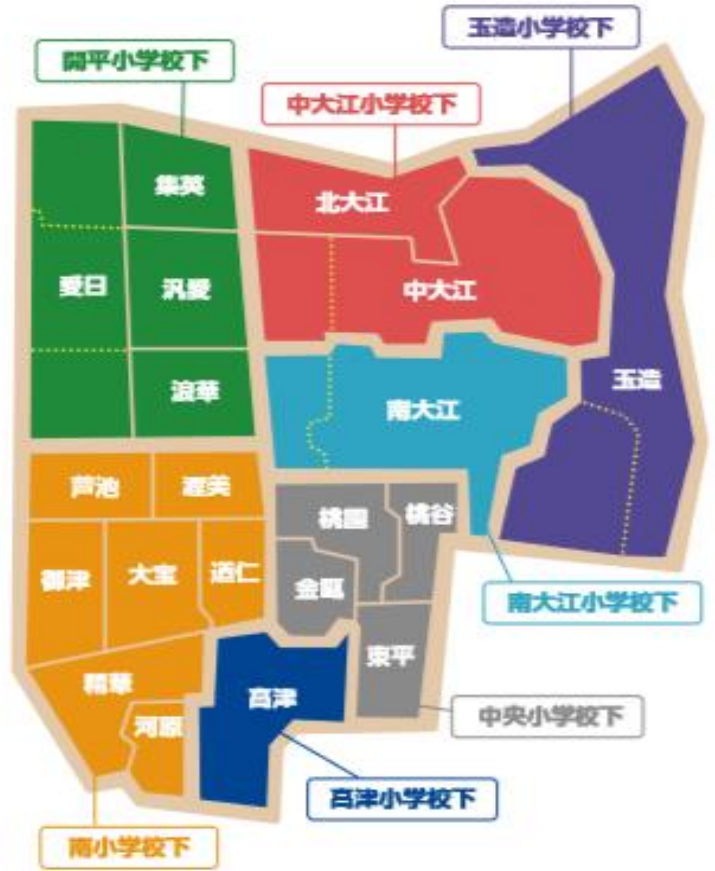 玉造小学校下
開平小学校下
中大江小学校下
集英
北大江
愛日
汎愛
中大江
玉造
浪華
南大江
芦池
渥美
桃園
桃谷
御津
大宝
道仁
金甌
南大江小学校下
東平
精華
高津
河原
中央小学校下
高津小学校下
南小学校下